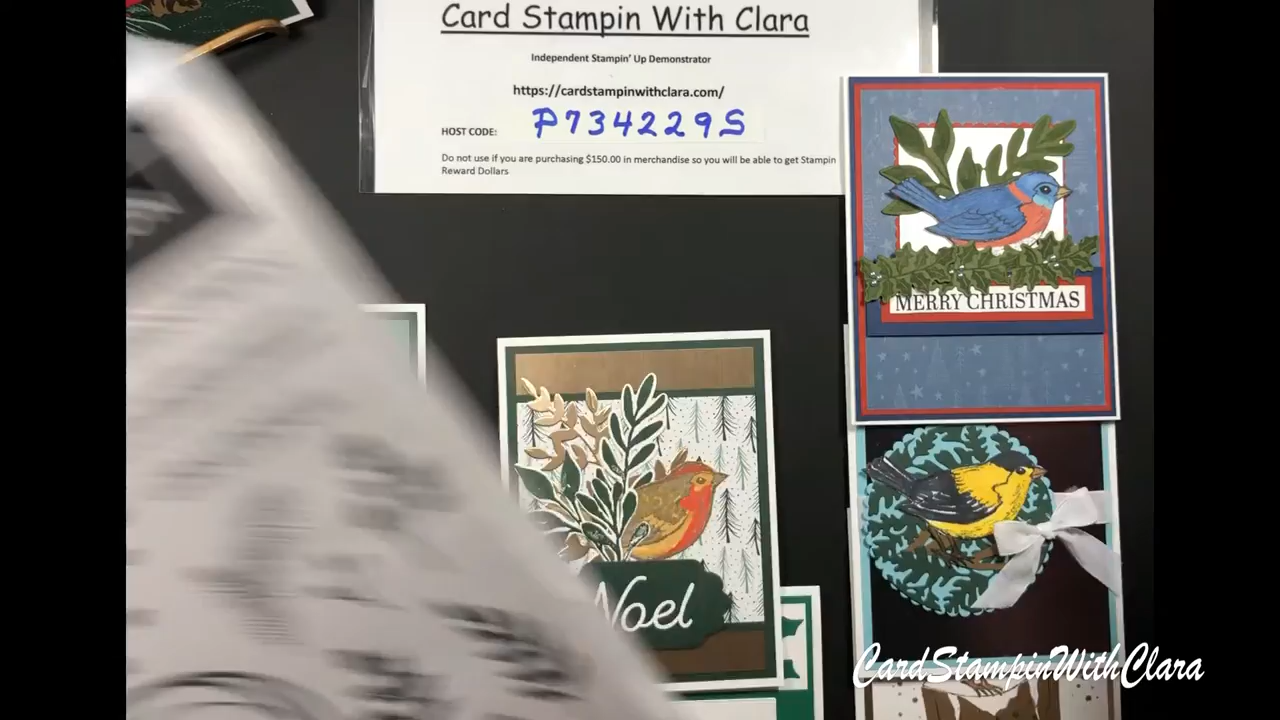 Card Stampin With Clara
Independent Stampin' Up Demonstrator
https://cardstampinwithclara.com/
HOST CODE: P734229S
Do not use if you are purchasing $150.00 in merchandise so you will be able to get Stampin
Reward Dollars
MERRY CHRISTMAS
Noel
CardStampinWithClara